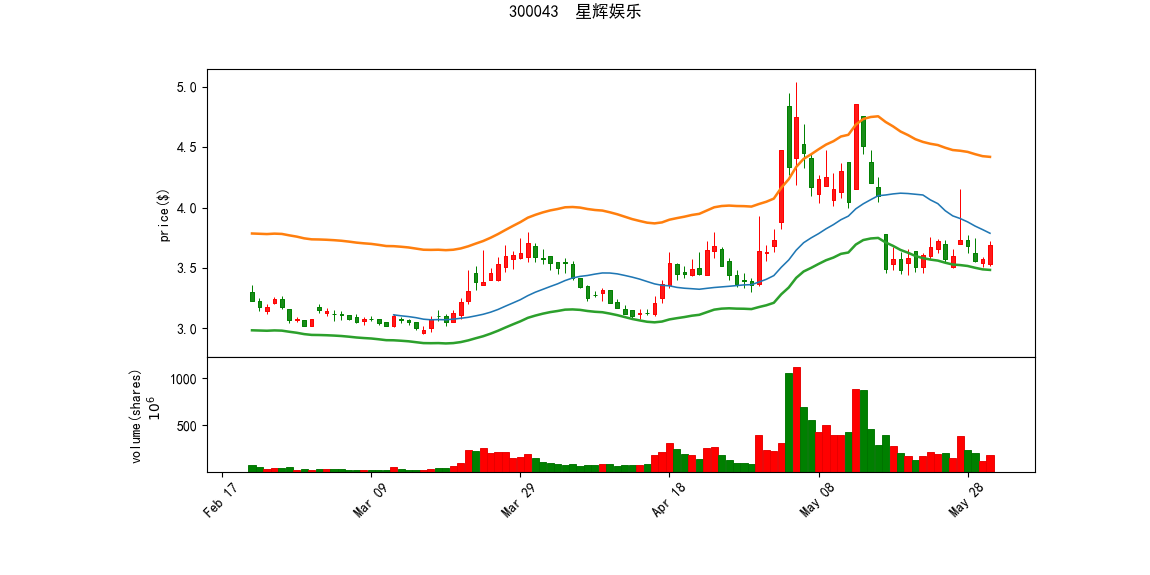 300043  星辉娱乐
price($)
5.0
4.5
4.0
3.5
3.0
volume(shares)
10^6
1000
500
Feb 17
Mar 09
Mar 29
Apr 18
May 08
May 28